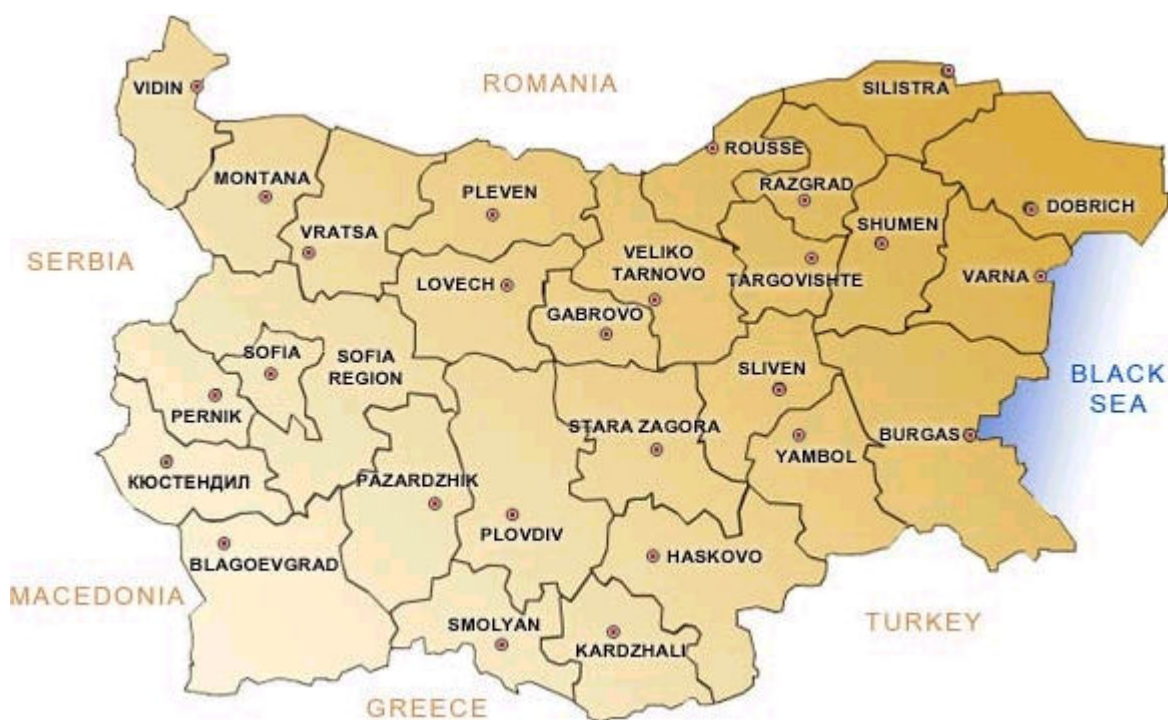 ROMANIA
VIDIN
SILISTRA
ROUSSE
MONTANA
PLEVEN
RAZGRAD
DOBRICH
VRATSA
SHUMEN
SERBIA
VELIKO
TARNOVO
LOVECH
TARGOVISHTE
VARNA
GABROVO
SOFIA
SOFIA
REGION
SLIVEN
BLACK
SEA
PERNIK
STARA ZAGORA
BURGAS
YAMBOL
КЮСТЕНДИЛ
PAZARDZHIK
PLOVDIV
HASKOVO
BLAGOEVGRAD
MACEDONIA
SMOLYAN
TURKEY
KARDZHALI
GREECE